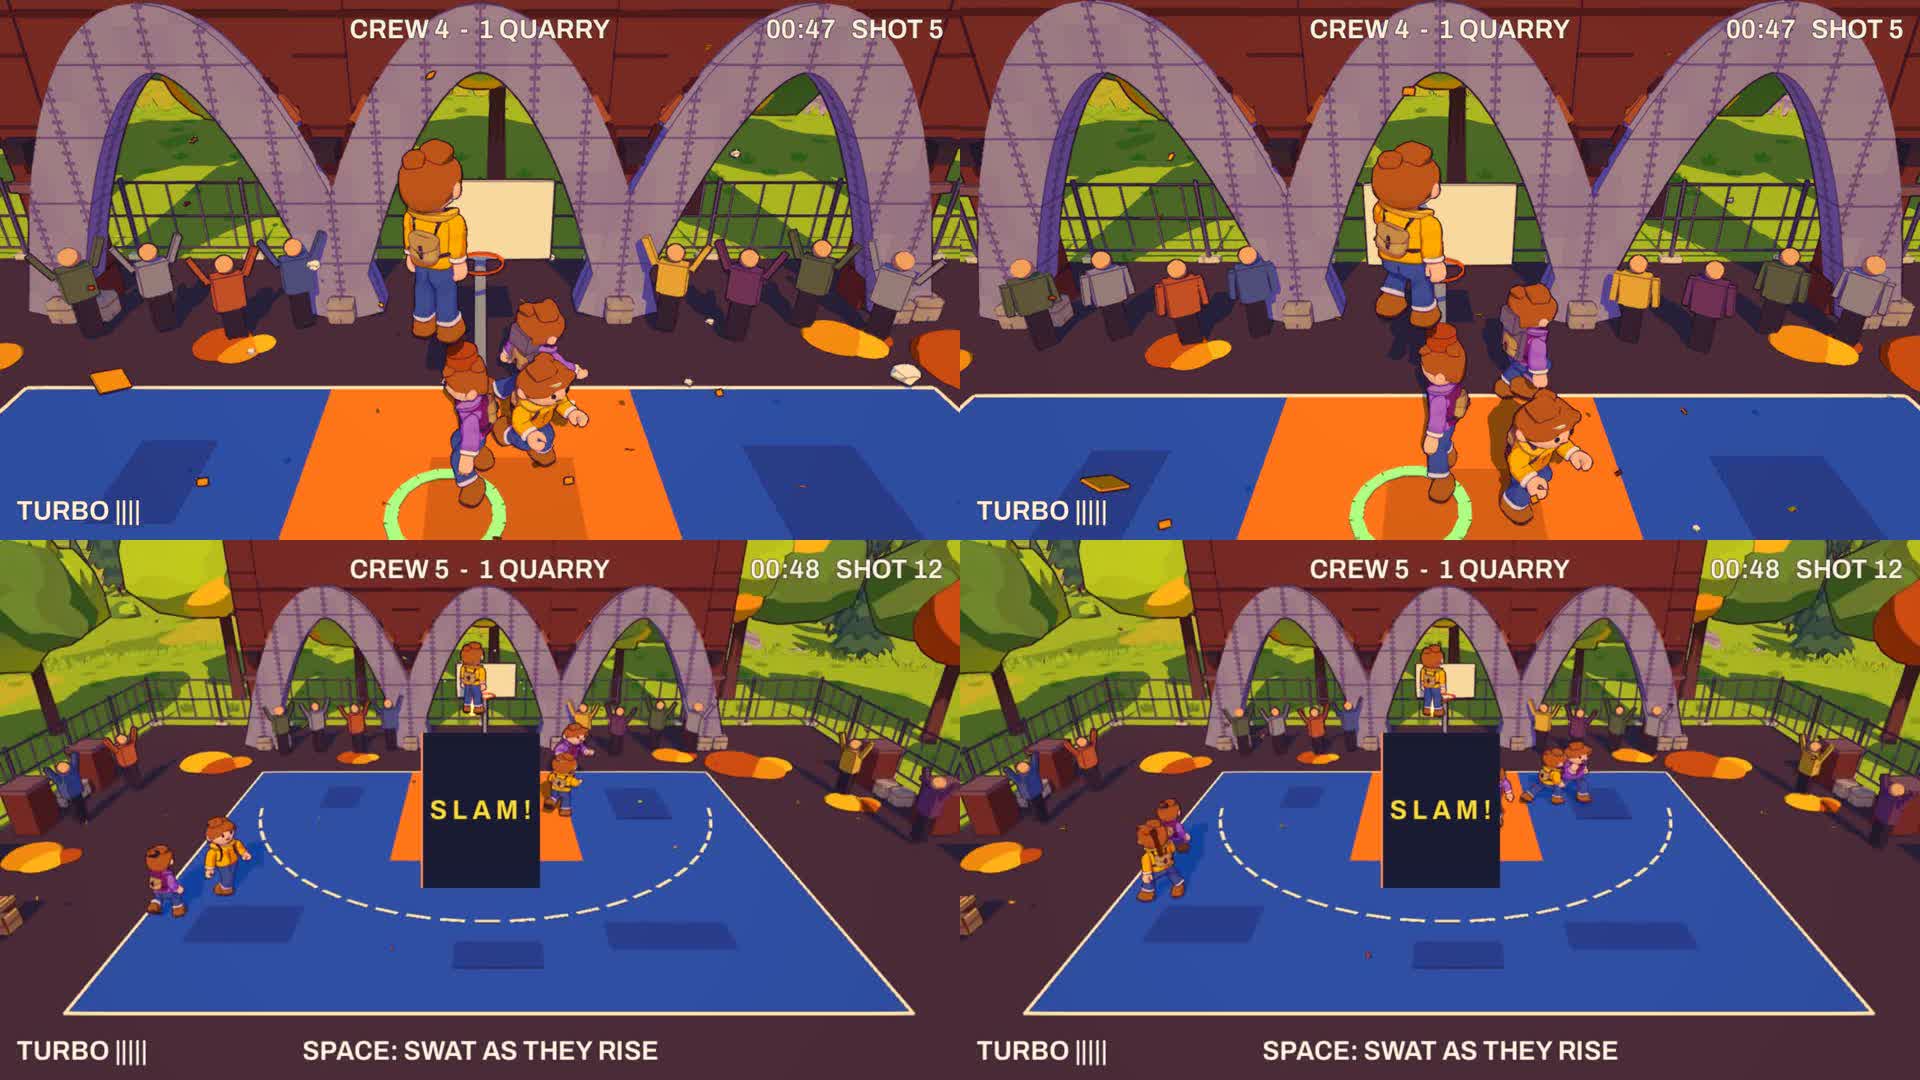 CREW 4 - 1 QUARRY
00:47 SHOT 5
TURBO ||||
CREW 4 - 1 QUARRY
00:47 SHOT 5
TURBO |||||
CREW 5 - 1 QUARRY
00:48 SHOT 12
SLAM!
TURBO |||||
SPACE: SWAT AS THEY RISE
CREW 5 - 1 QUARRY
00:48 SHOT 12
SLAM!
TURBO |||||
SPACE: SWAT AS THEY RISE